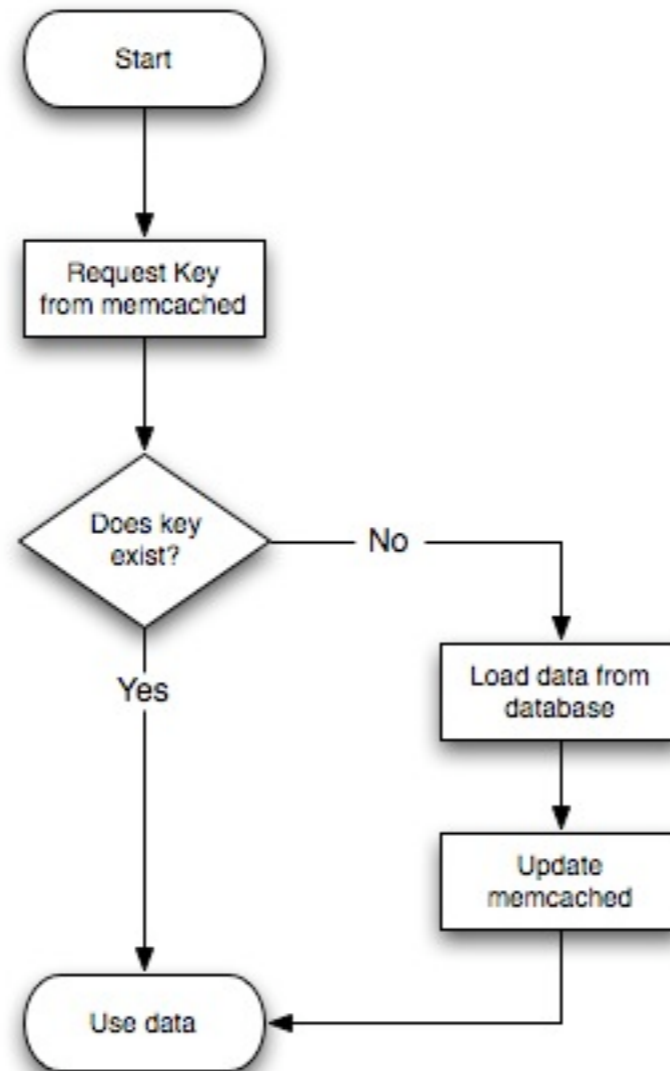 Start
Request Key
from memcached
Does key
exist?
No
Yes
Load data from
database
Update
memcached
Use data